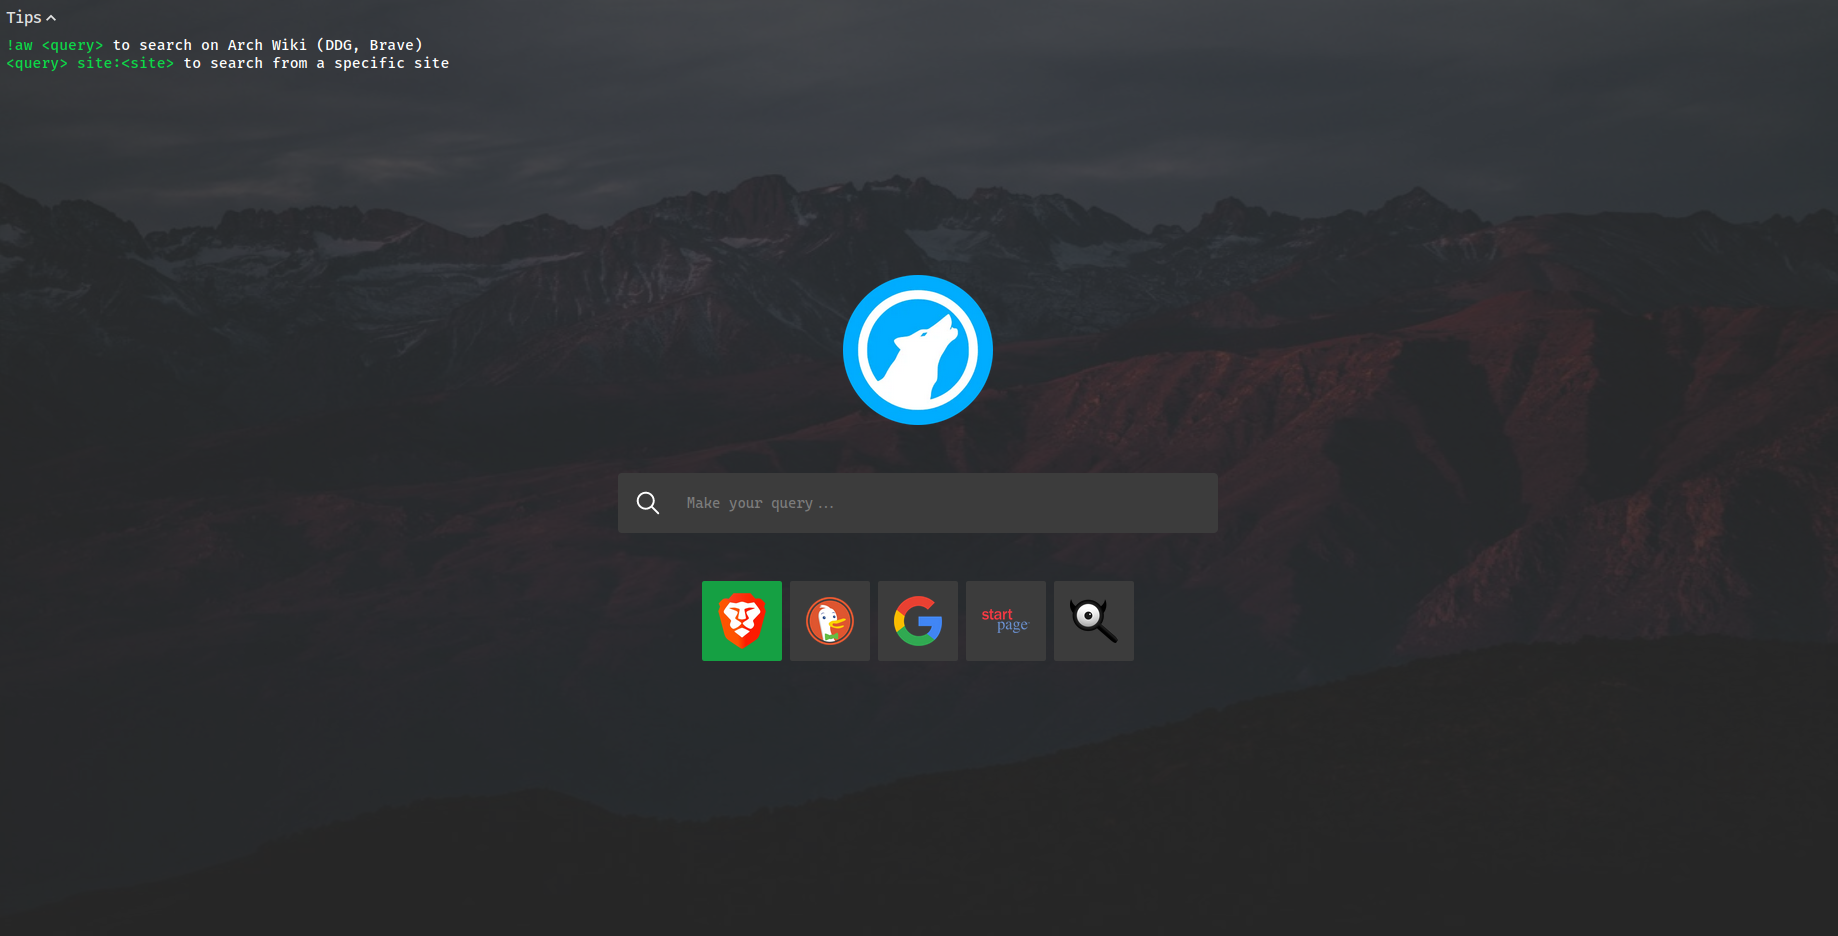 Tips
!aw <query> to search on Arch Wiki (DDG, Brave)
<query> site:<site> to search from a specific site
Make your query...
start
page